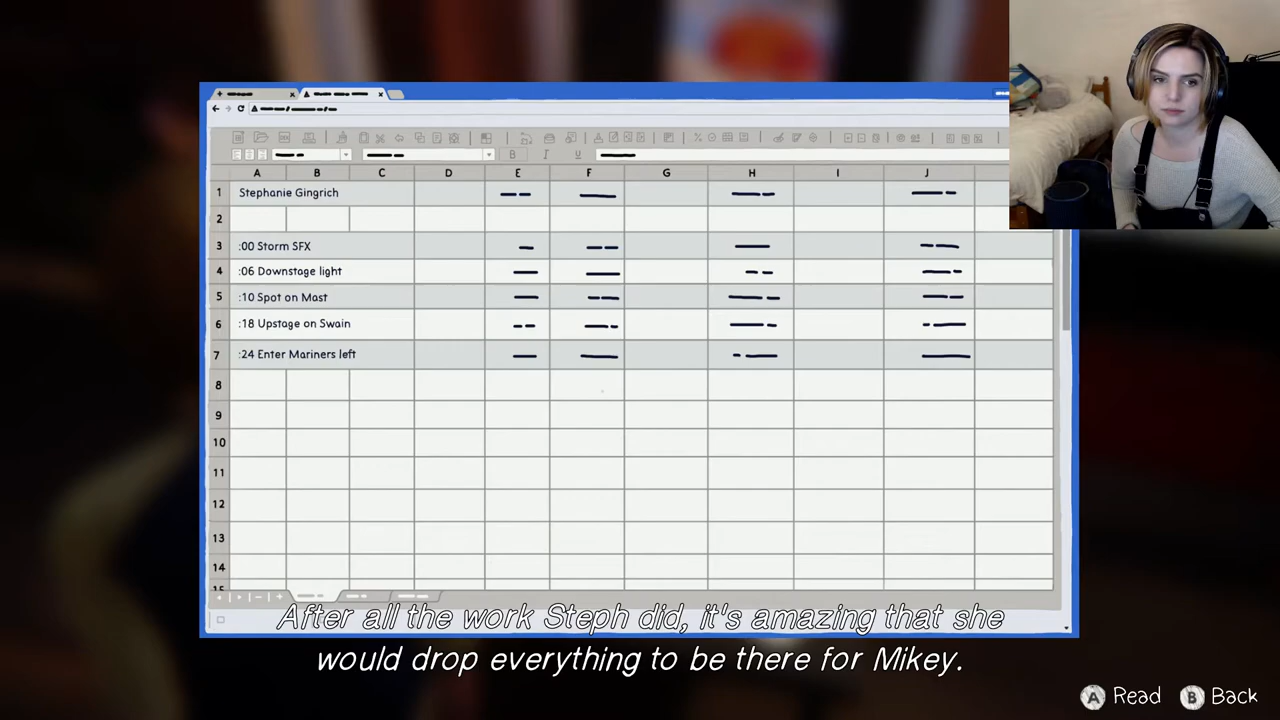 A B C D E F G H I J
1 Stephanie Gingrich
2
3 :00 Storm SFX
4 :06 Downstage light
5 :10 Spot on Mast
6 :18 Upstage on Swain
7 :24 Enter Mariners left
8
9
10
11
12
13
14
15
After all the work Steph did, it's amazing that she
would drop everything to be there for Mikey.
A Read B Back